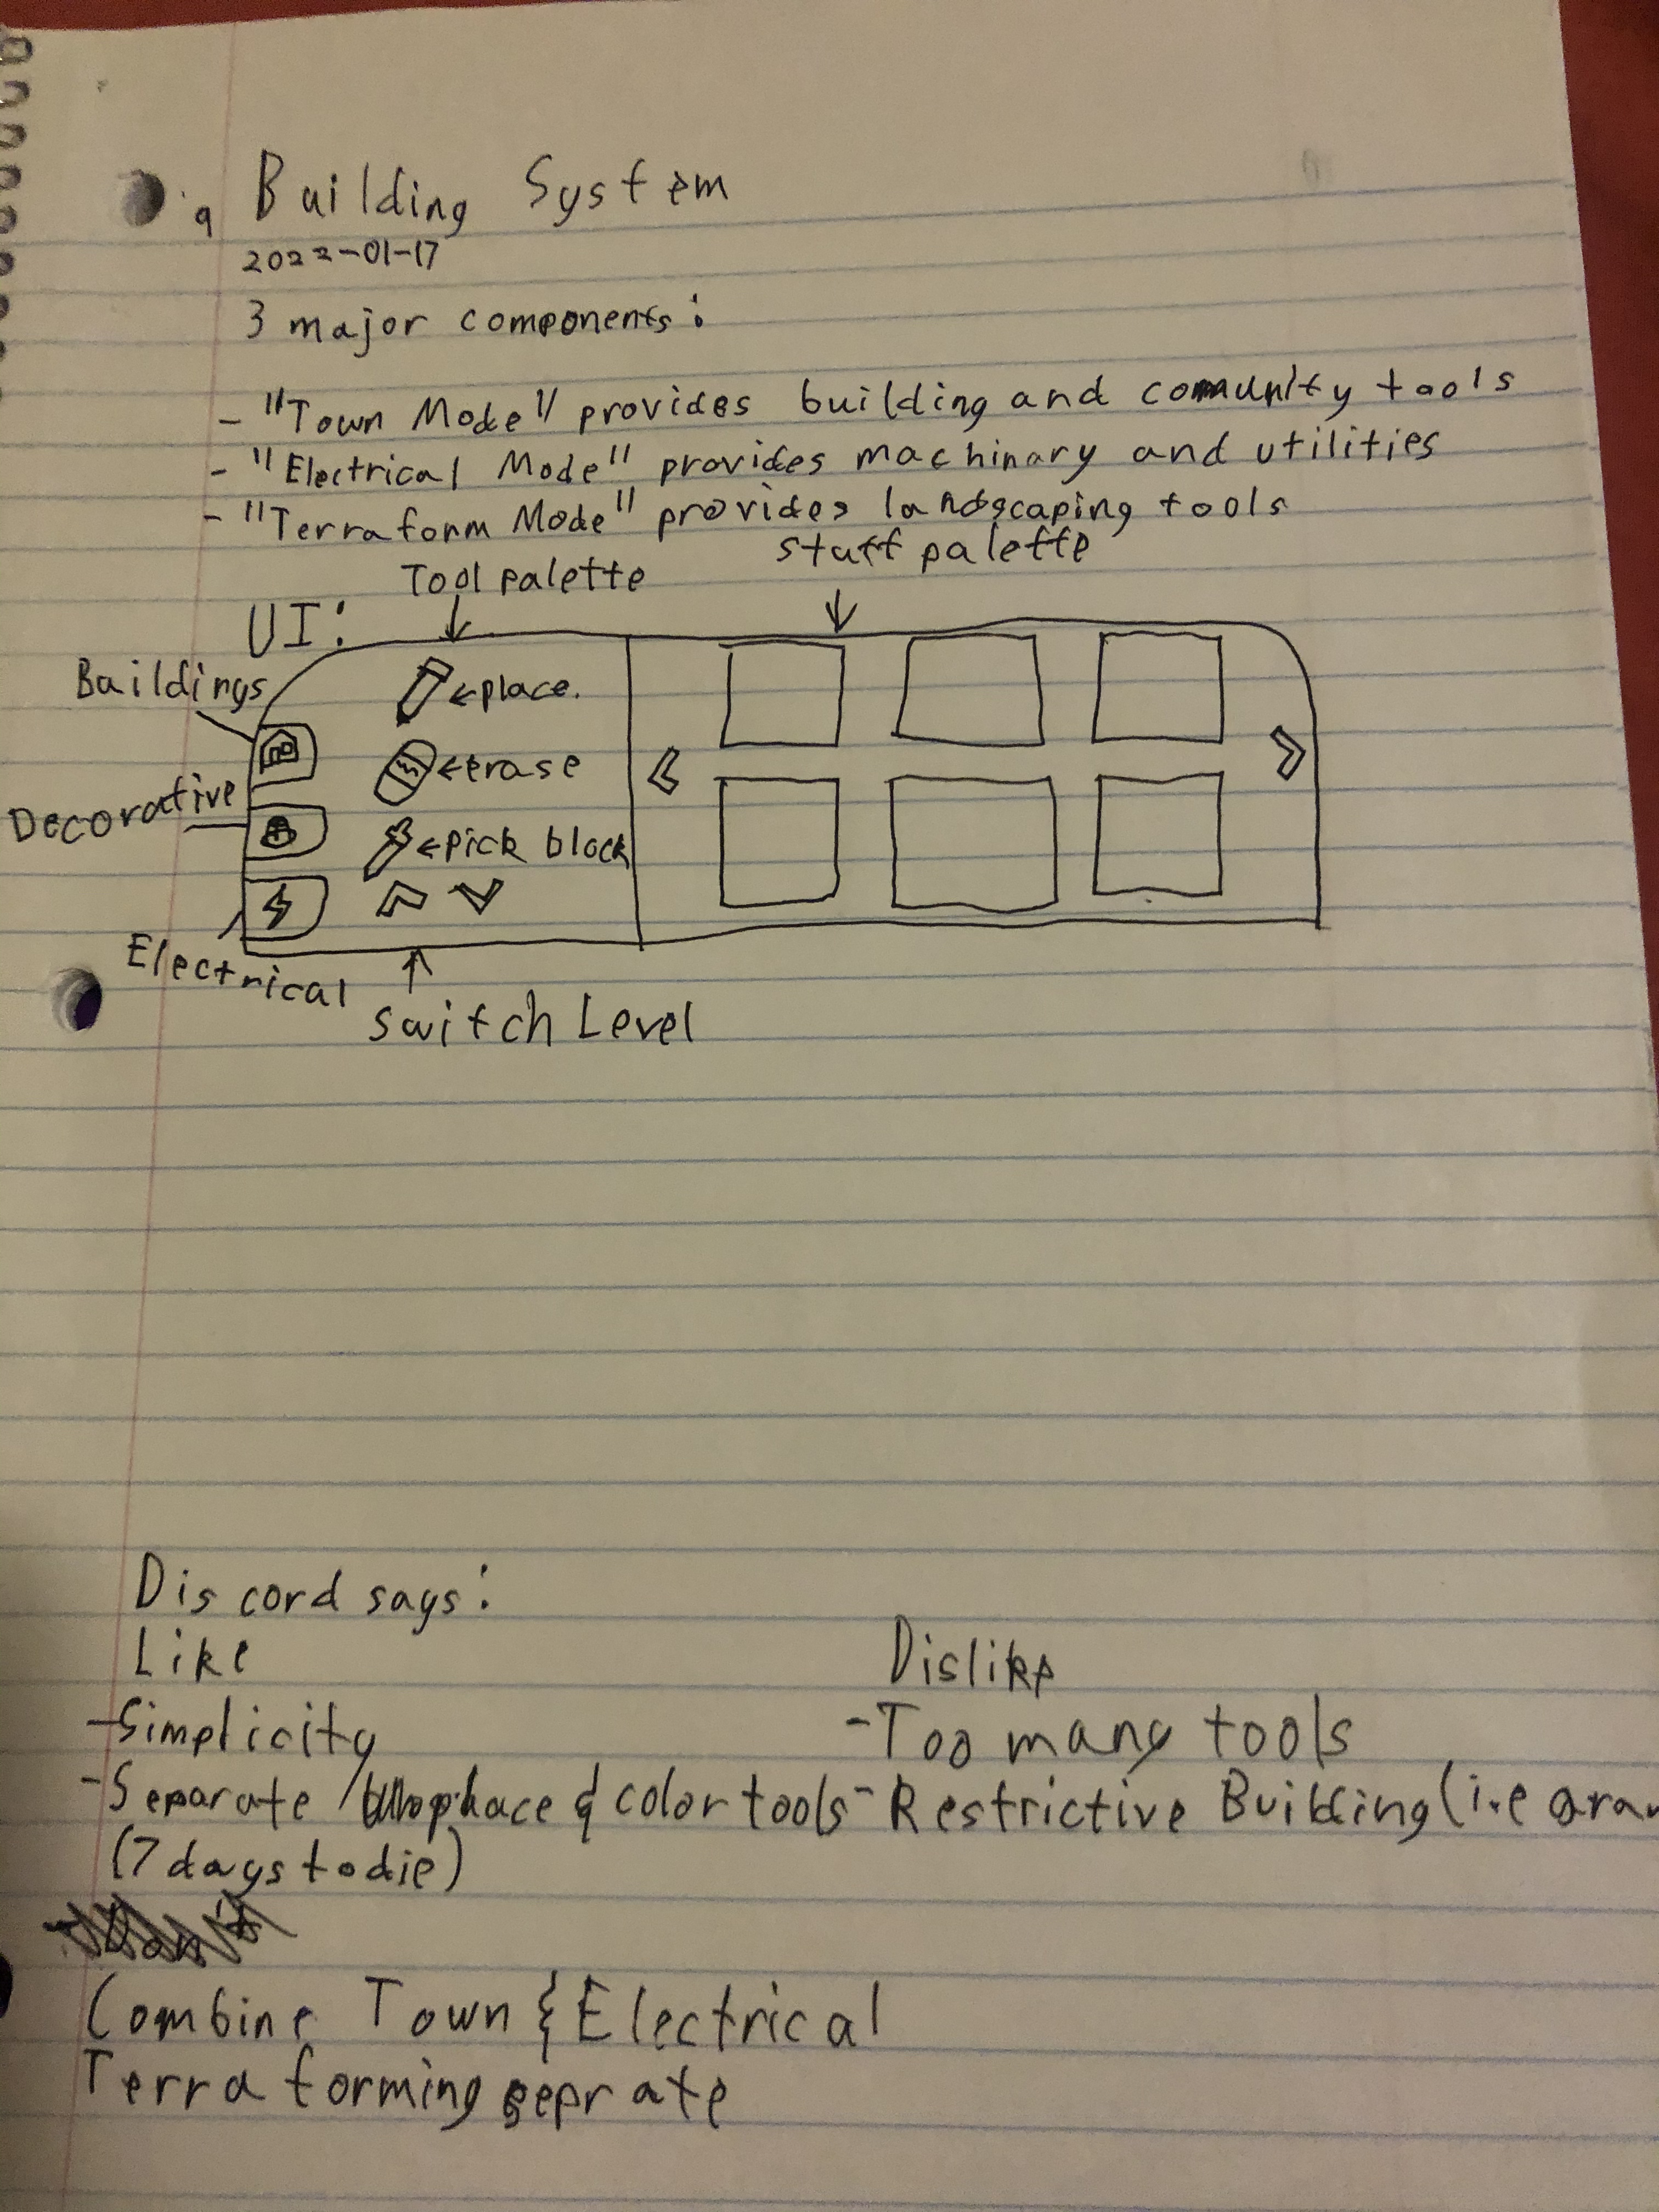 9 Building System
2022-01-17
3 major components:
- "Town Mode" provides building and comunity tools
- "Electrical Mode" provides machinary and utilities
- "Terraform Mode" provides landscaping tools
Tool palette
Stuff palette
UI:
Buildings
←place.
Decorative
←erase
←pick block
Electrical
Switch Level
Discord says:
Like
Dislike
-Simplicity
-Too many tools
-Separate place & color tools
-Restrictive Building (i.e
(7 days to die)
Combine Town & Electrical
Terraforming seprate